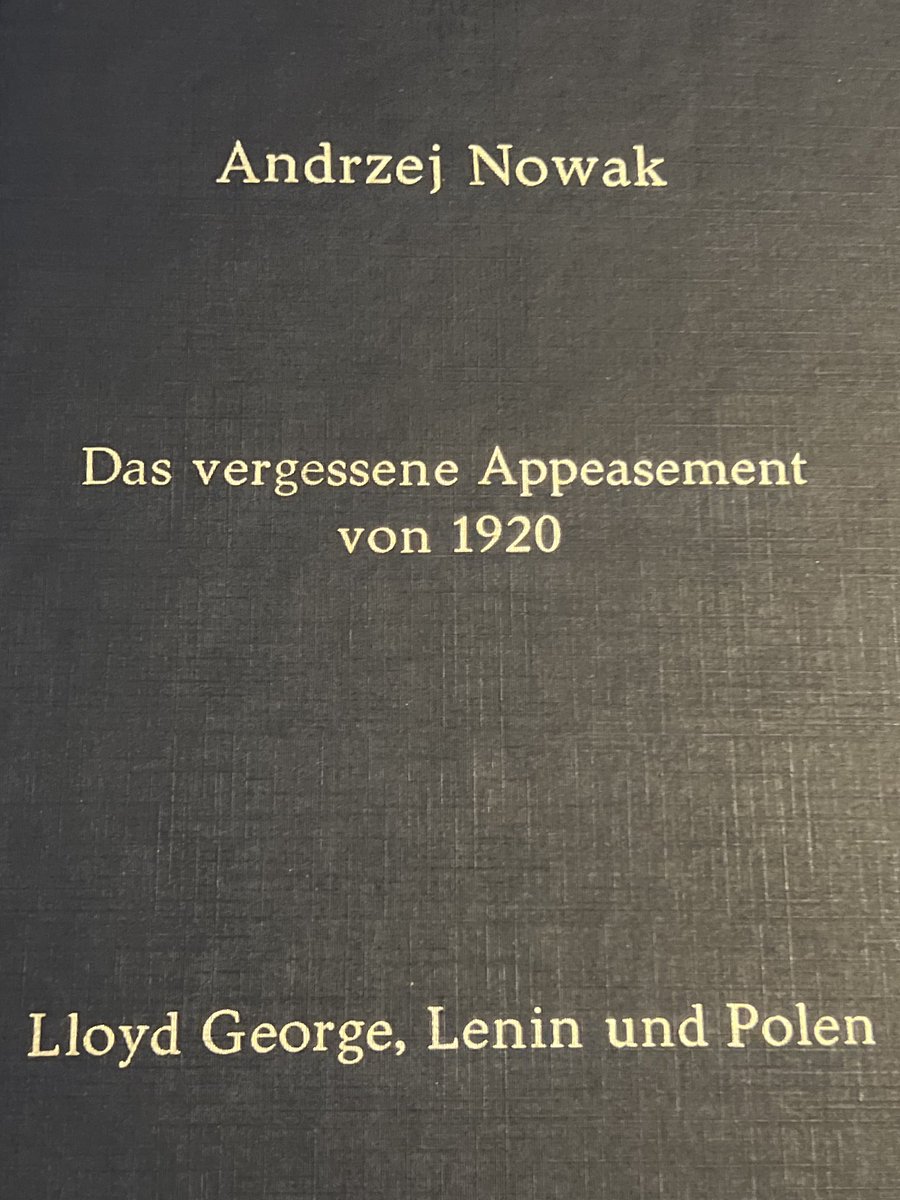 Andrzej Nowak
Das vergessene Appeasement
von 1920
Lloyd George, Lenin und Polen